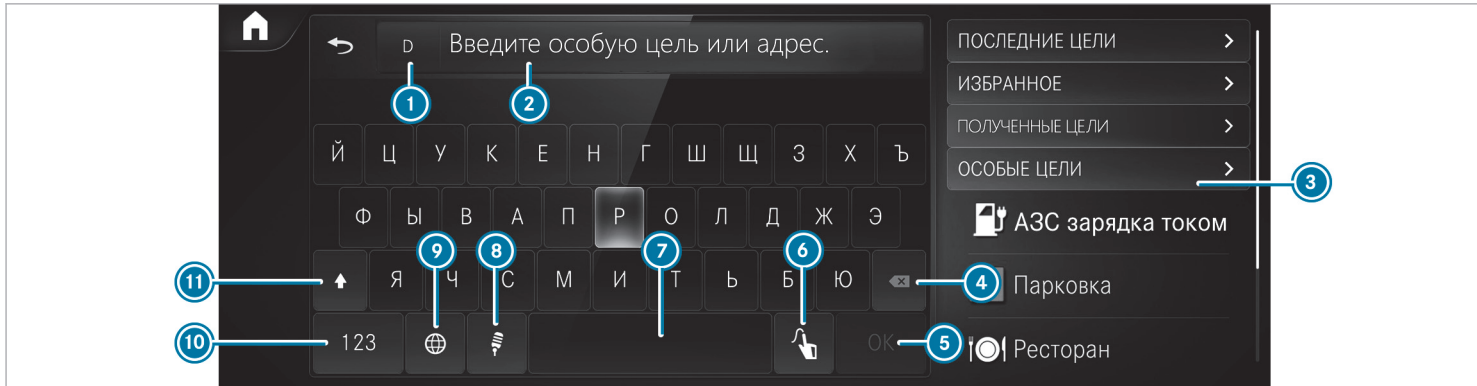 D Введите особую цель или адрес.
1
2
Й Ц У К Е Н Г Ш Щ З Х Ъ
Ф Ы В А П Р О Л Д Ж Э
9
8
7
6
11
Я Ч С М И Т Ь Б Ю
4
10
123
OK
5
ПОСЛЕДНИЕ ЦЕЛИ
ИЗБРАННОЕ
ПОЛУЧЕННЫЕ ЦЕЛИ
ОСОБЫЕ ЦЕЛИ
3
АЗС зарядка током
Парковка
Ресторан